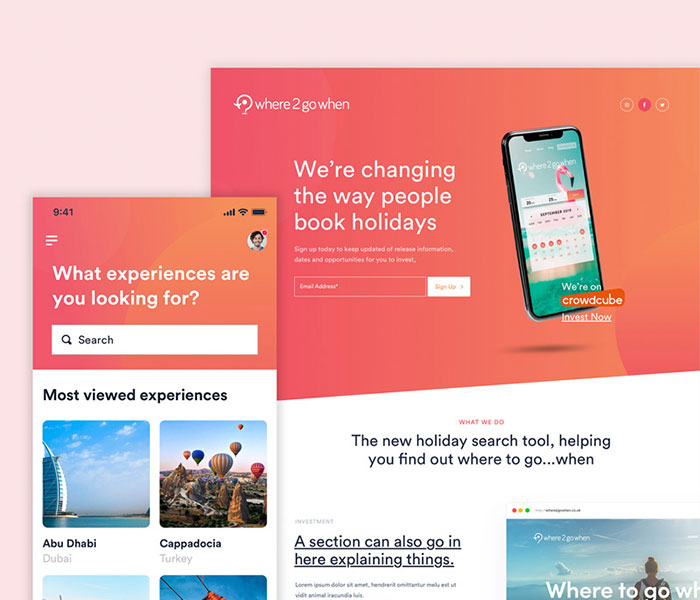 where 2 go when
We're changing
the way people
book holidays
Sign up today to keep updated of release information,
dates and opportunities for you to invest,
Email Address*
Sign Up
where 2 go when
SEPTEMBER 2019
We're on
crowdcube
Invest Now
9:41
What experiences are
you looking for?
Search
Most viewed experiences
Abu Dhabi
Dubai
Cappadocia
Turkey
WHAT WE DO
The new holiday search tool, helping
you find out where to go...when
INVESTMENT
A section can also go in
here explaining things.
Lorem ipsum dolor sit amet, hendrerit omittantur mel
ut vidit animal iracundia ius.
http://where2gowhen.co.uk
where 2 go when
Where to go w